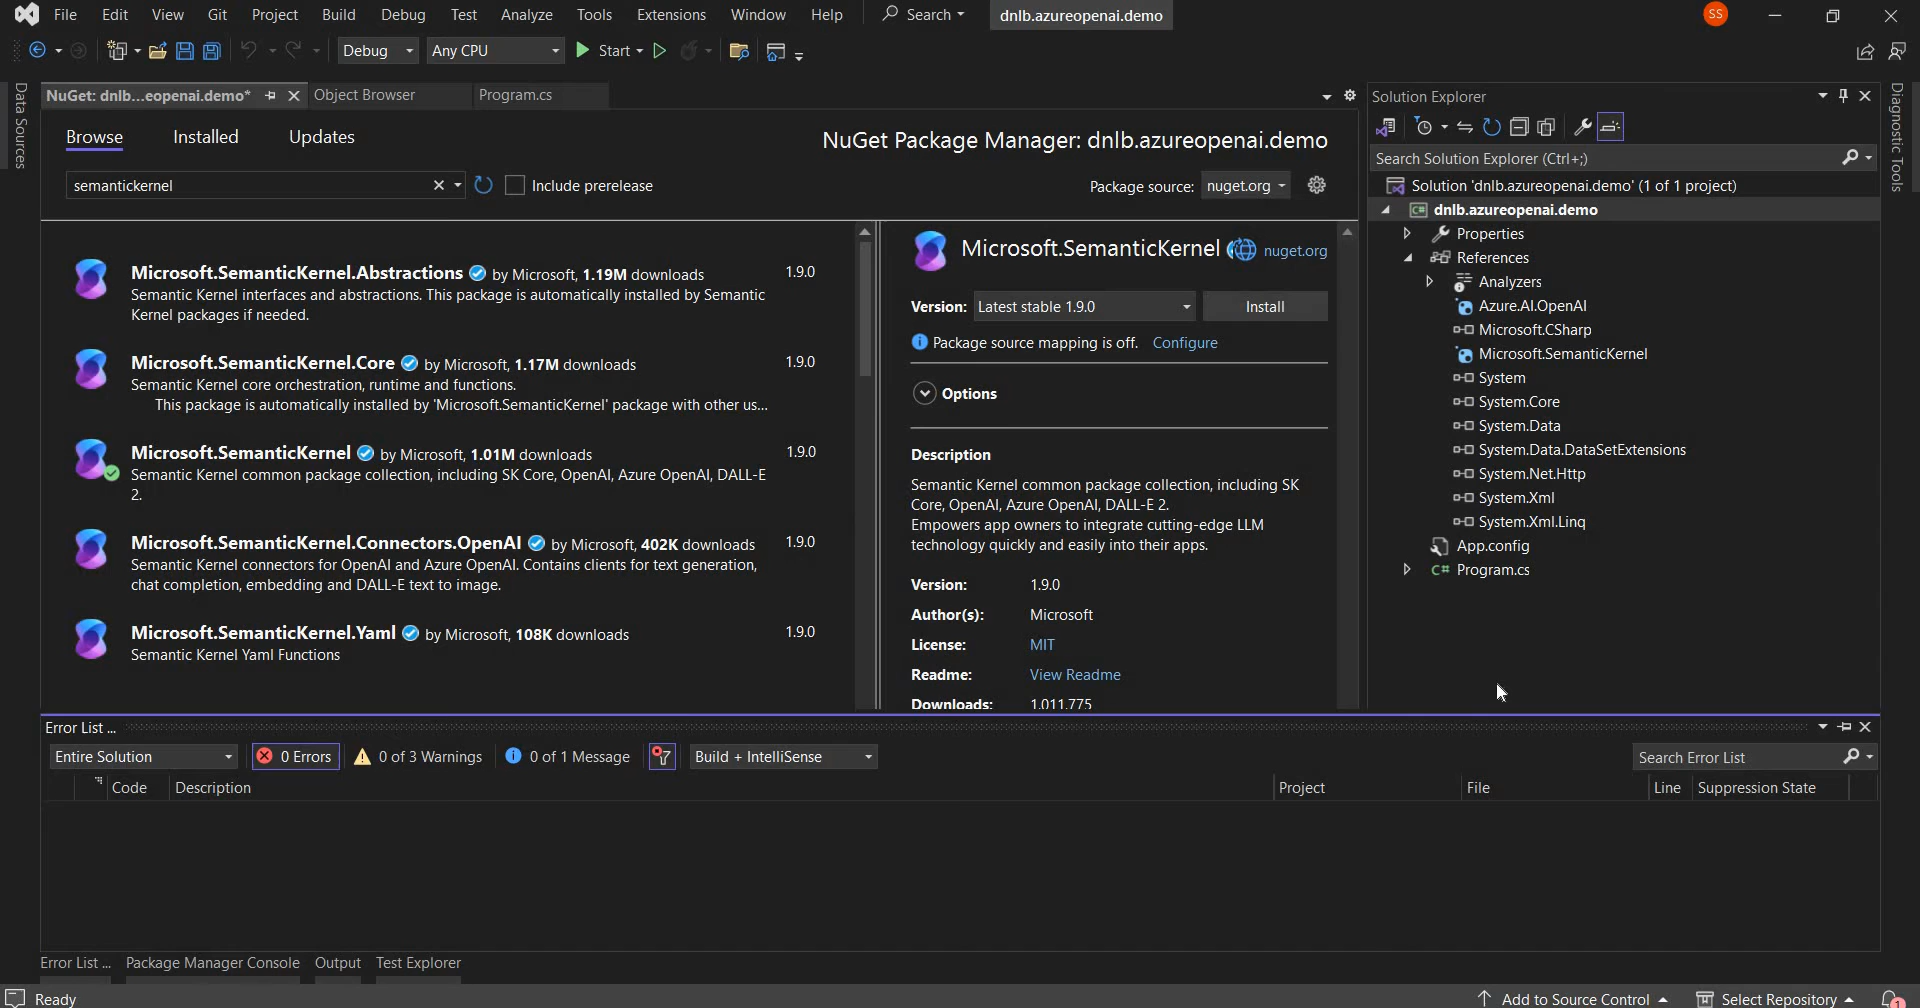 File Edit View Git Project Build Debug Test Analyze Tools Extensions Window Help Search dnlb.azureopenai.demo SS
Debug Any CPU Start
Data Sources
NuGet: dnlb...eopenai.demo* Object Browser Program.cs
Browse Installed Updates
NuGet Package Manager: dnlb.azureopenai.demo
semantickernel Include prerelease
Package source: nuget.org
Microsoft.SemanticKernel.Abstractions by Microsoft, 1.19M downloads 1.9.0
Semantic Kernel interfaces and abstractions. This package is automatically installed by Semantic
Kernel packages if needed.
Microsoft.SemanticKernel.Core by Microsoft, 1.17M downloads 1.9.0
Semantic Kernel core orchestration, runtime and functions.
This package is automatically installed by 'Microsoft.SemanticKernel' package with other us...
Microsoft.SemanticKernel by Microsoft, 1.01M downloads 1.9.0
Semantic Kernel common package collection, including SK Core, OpenAI, Azure OpenAI, DALL-E
2.
Microsoft.SemanticKernel.Connectors.OpenAI by Microsoft, 402K downloads 1.9.0
Semantic Kernel connectors for OpenAI and Azure OpenAI. Contains clients for text generation,
chat completion, embedding and DALL-E text to image.
Microsoft.SemanticKernel.Yaml by Microsoft, 108K downloads 1.9.0
Semantic Kernel Yaml Functions
Microsoft.SemanticKernel nuget.org
Version: Latest stable 1.9.0 Install
Package source mapping is off. Configure
Options
Description
Semantic Kernel common package collection, including SK
Core, OpenAI, Azure OpenAI, DALL-E 2.
Empowers app owners to integrate cutting-edge LLM
technology quickly and easily into their apps.
Version: 1.9.0
Author(s): Microsoft
License: MIT
Readme: View Readme
Downloads: 1,011,775
Solution Explorer
Search Solution Explorer (Ctrl+;)
Solution 'dnlb.azureopenai.demo' (1 of 1 project)
C# dnlb.azureopenai.demo
Properties
References
Analyzers
Azure.AI.OpenAI
Microsoft.CSharp
Microsoft.SemanticKernel
System
System.Core
System.Data
System.Data.DataSetExtensions
System.Net.Http
System.Xml
System.Xml.Linq
App.config
C# Program.cs
Diagnostic Tools
Error List ...
Entire Solution 0 Errors 0 of 3 Warnings 0 of 1 Message Build + IntelliSense Search Error List
Code Description Project File Line Suppression State
Error List ... Package Manager Console Output Test Explorer
Ready Add to Source Control Select Repository 1